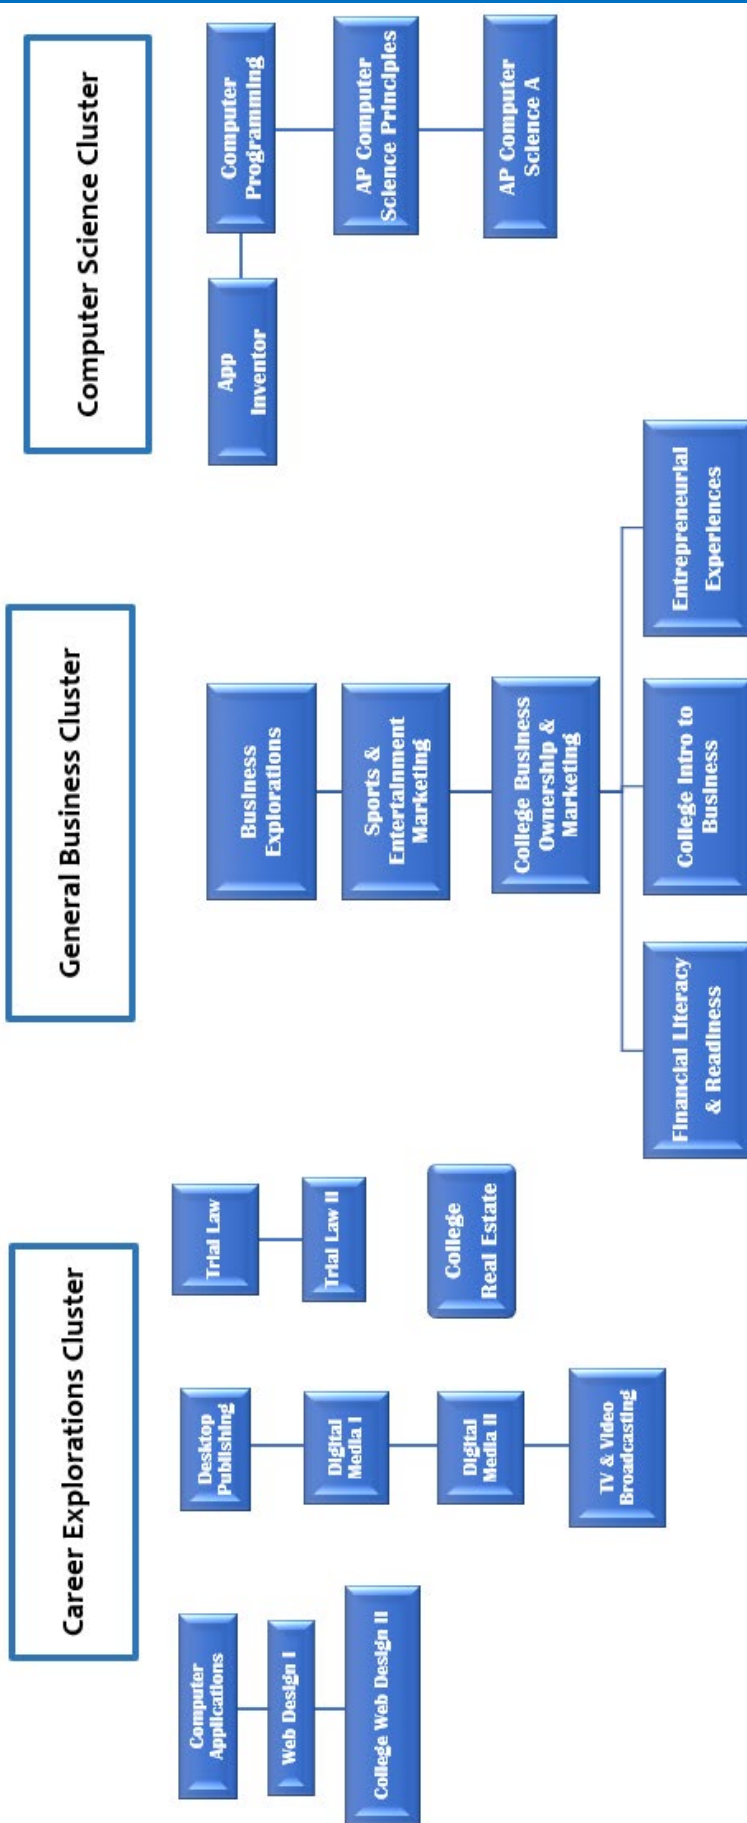 Career Explorations Cluster
Computer
Applications
Web Design I
College Web Design II
Desktop
Publishing
Digital
Media I
Digital
Media II
TV & Video
Broadcasting
Trial Law
Trial Law II
College
Real Estate
General Business Cluster
Business
Explorations
Sports &
Entertainment
Marketing
College Business
Ownership &
Marketing
Financial Literacy
& Readiness
College Intro to
Business
Entrepreneurial
Experiences
Computer Science Cluster
App
Inventor
Computer
Programming
AP Computer
Science Principles
AP Computer
Science A